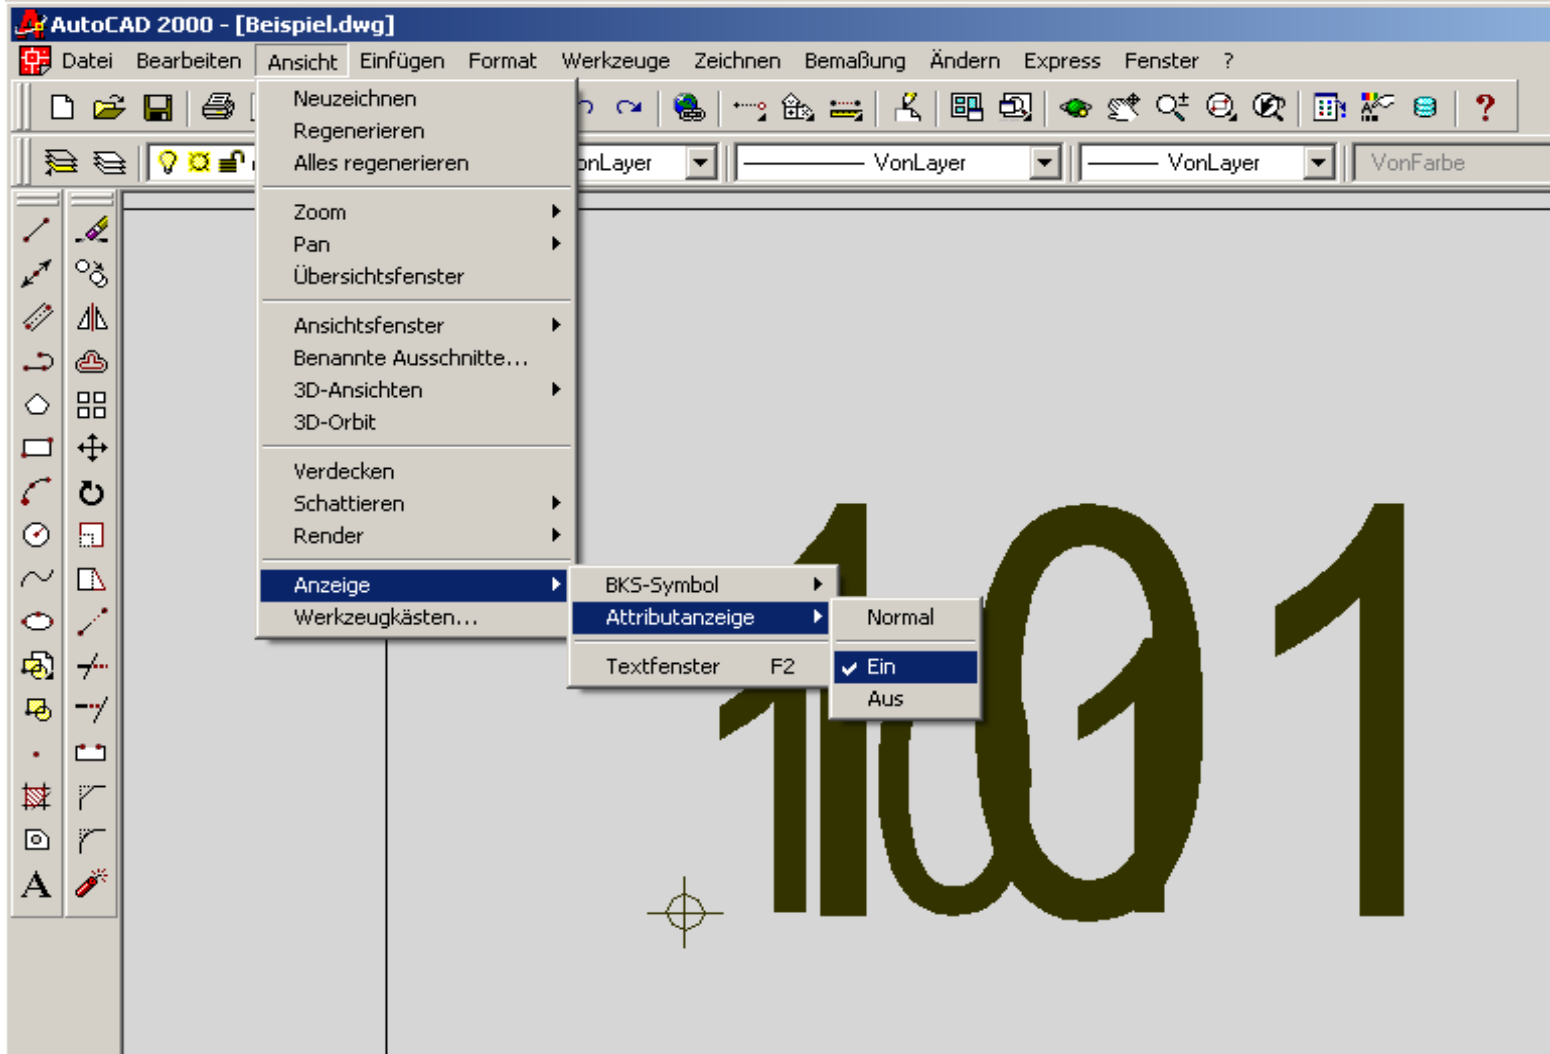 AutoCAD 2000 - [Beispiel.dwg]
Datei Bearbeiten Ansicht Einfügen Format Werkzeuge Zeichnen Bemaßung Ändern Express Fenster ?
Neuzeichnen
Regenerieren
Alles regenerieren
onLayer VonLayer VonLayer VonFarbe
Zoom
Pan
Übersichtsfenster
Ansichtsfenster
Benannte Ausschnitte...
3D-Ansichten
3D-Orbit
Verdecken
Schattieren
Render
Anzeige
Werkzeugkästen...
BKS-Symbol
Attributanzeige
Textfenster F2
Normal
Ein
Aus
101
101
A